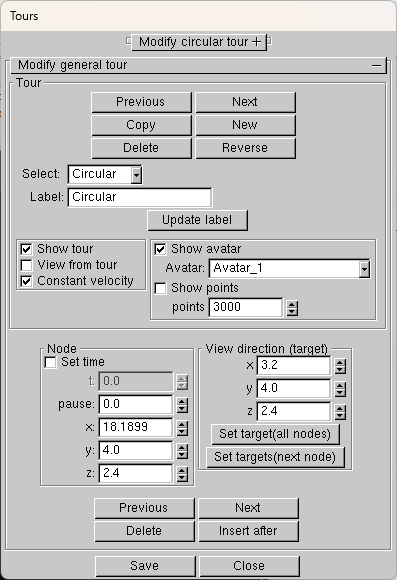 Tours
Modify circular tour +
Modify general tour −
Tour
Previous Next
Copy New
Delete Reverse
Select: Circular
Label: Circular
Update label
Show tour
View from tour
Constant velocity
Show avatar
Avatar: Avatar_1
Show points
points 3000
Node
Set time
t: 0.0
pause: 0.0
x: 18.1899
y: 4.0
z: 2.4
View direction (target)
x 3.2
y 4.0
z 2.4
Set target(all nodes)
Set targets(next node)
Previous Next
Delete Insert after
Save Close